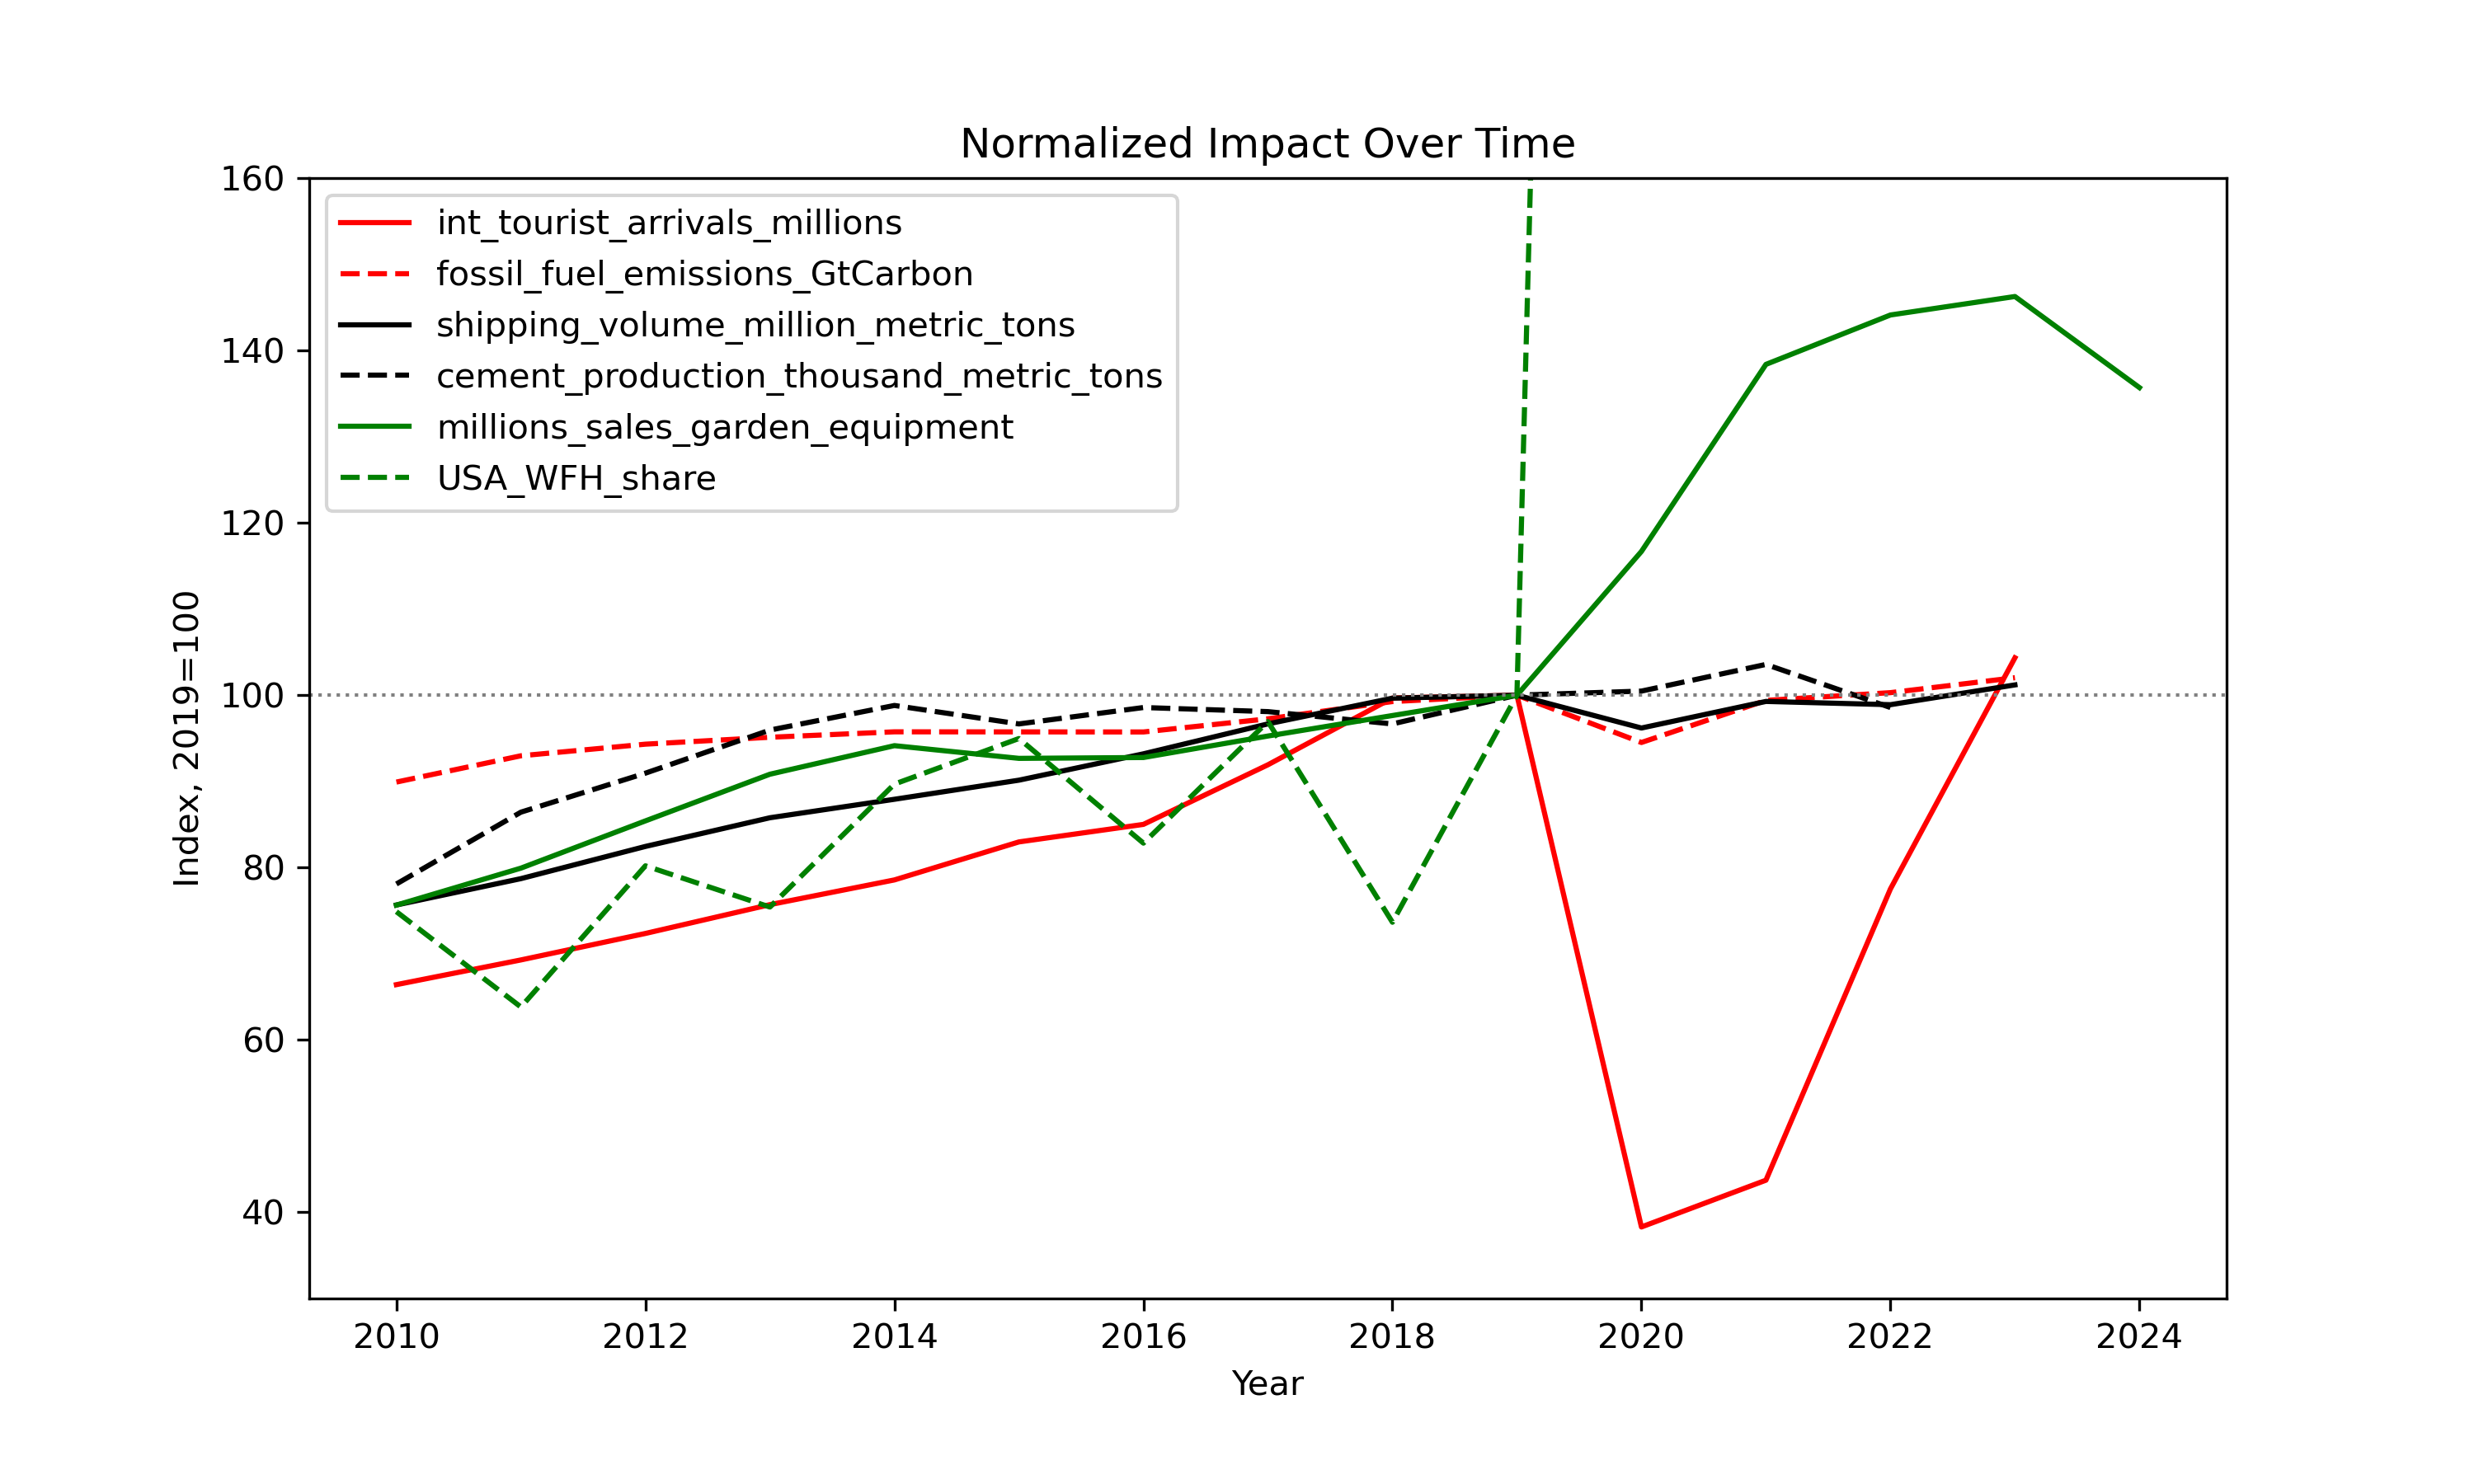 Normalized Impact Over Time
160
140
120
100
80
60
40
Index, 2019=100
int_tourist_arrivals_millions
fossil_fuel_emissions_GtCarbon
shipping_volume_million_metric_tons
cement_production_thousand_metric_tons
millions_sales_garden_equipment
USA_WFH_share
2010 2012 2014 2016 2018 2020 2022 2024
Year